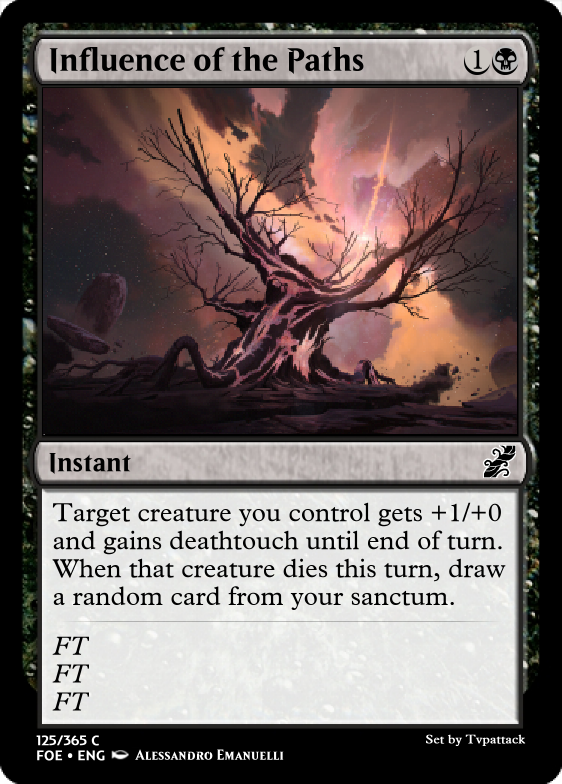 Influence of the Paths 1
Instant
Target creature you control gets +1/+0
and gains deathtouch until end of turn.
When that creature dies this turn, draw
a random card from your sanctum.
FT
FT
FT
125/365 C
Set by Tvpattack
FOE • ENG Alessandro Emanuelli